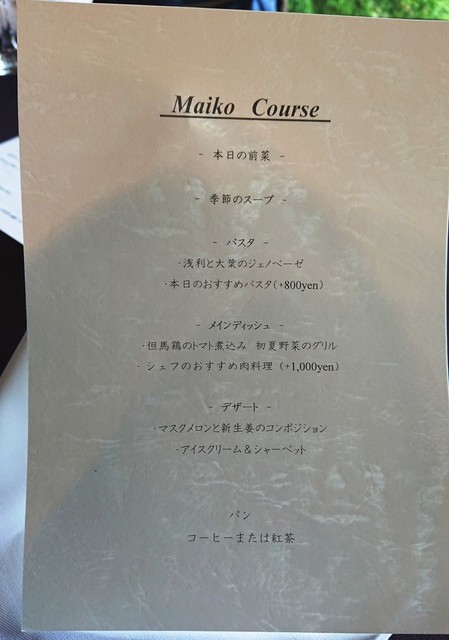 Maiko Course
- 本日の前菜 -
- 季節のスープ -
- パスタ -
・浅利と大葉のジェノベーゼ
・本日のおすすめパスタ(+800yen)
- メインディッシュ -
・但馬鶏のトマト煮込み 初夏野菜のグリル
・シェフのおすすめ肉料理 (+1,000yen)
- デザート -
・マスクメロンと新生姜のコンポジション
・アイスクリーム＆シャーベット
パン
コーヒーまたは紅茶